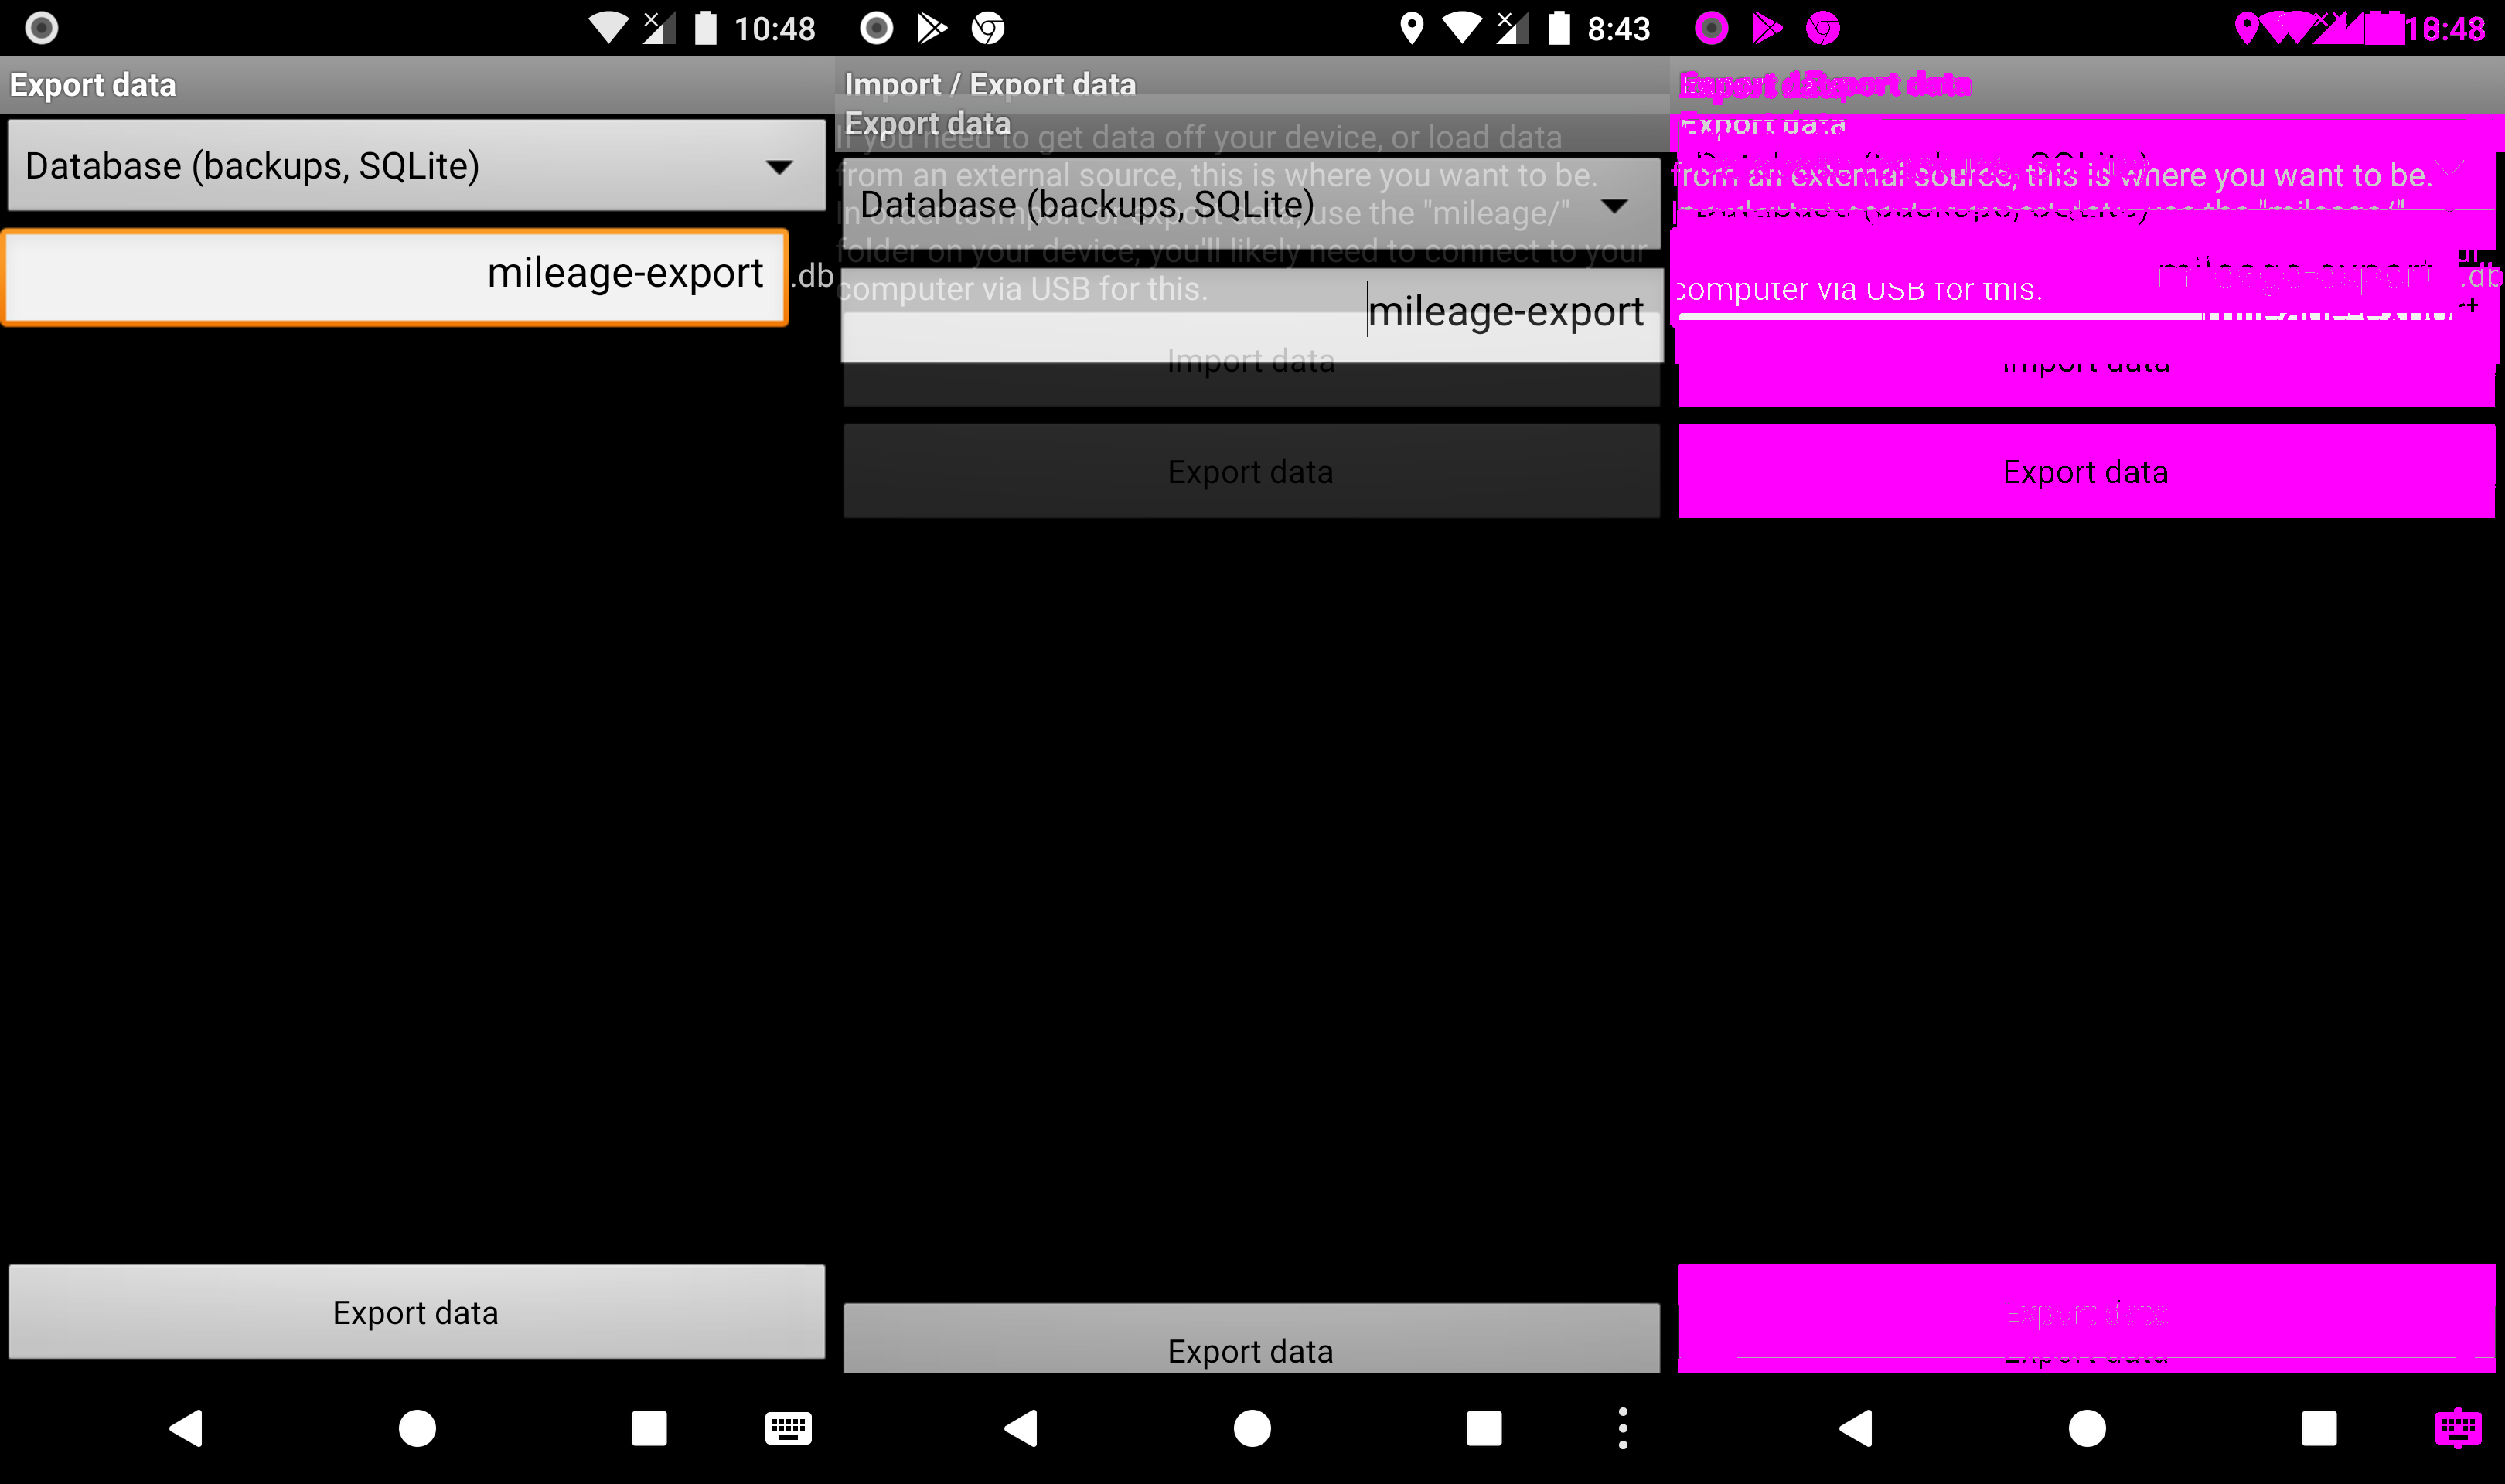 10:48
Export data
Database (backups, SQLite)
mileage-export .db
Export data
8:43
Import / Export data
Export data
If you need to get data off your device, or load data
from an external source, this is where you want to be.
Database (backups, SQLite)
In order to import or export data, use the "mileage/"
folder on your device; you'll likely need to connect to your
computer via USB for this.
mileage-export
Import data
Export data
Export data
:48
Export data
Export data
from an external source, this is where you want to be.
mileage-export .db
computer via USB for this.
Import data
Export data
Export data
Export data